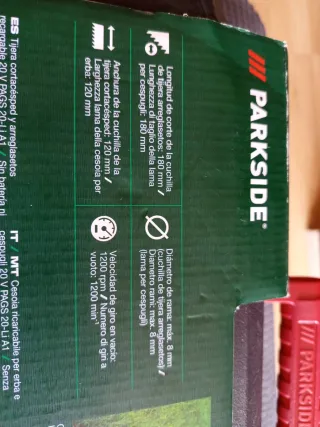 PARKSIDE®
Longitud de corte de la cuchilla
de tijera arreglasetos: 180 mm /
Lunghezza di taglio della lama
per cespugli: 180 mm
Diámetro de rama: máx. 8 mm
(cuchilla de tijera arreglasetos) /
Diametro rami: max. 8 mm
(lama per cespugli)
Anchura de la cuchilla de la
tijera cortacésped: 120 mm /
Larghezza lama della cesoia per
erba: 120 mm
Velocidad de giro en vacío:
1200 rpm / Numero di giri a
vuoto: 1200 min⁻¹
ES Tijera cortacésped y arreglasetos
recargable 20 V PAGS 20-Li A1 / Sin batería ni
IT / MT Cesoia ricaricabile per erba e
cespugli 20 V PAGS 20-Li A1 / Senza
PARKSIDE